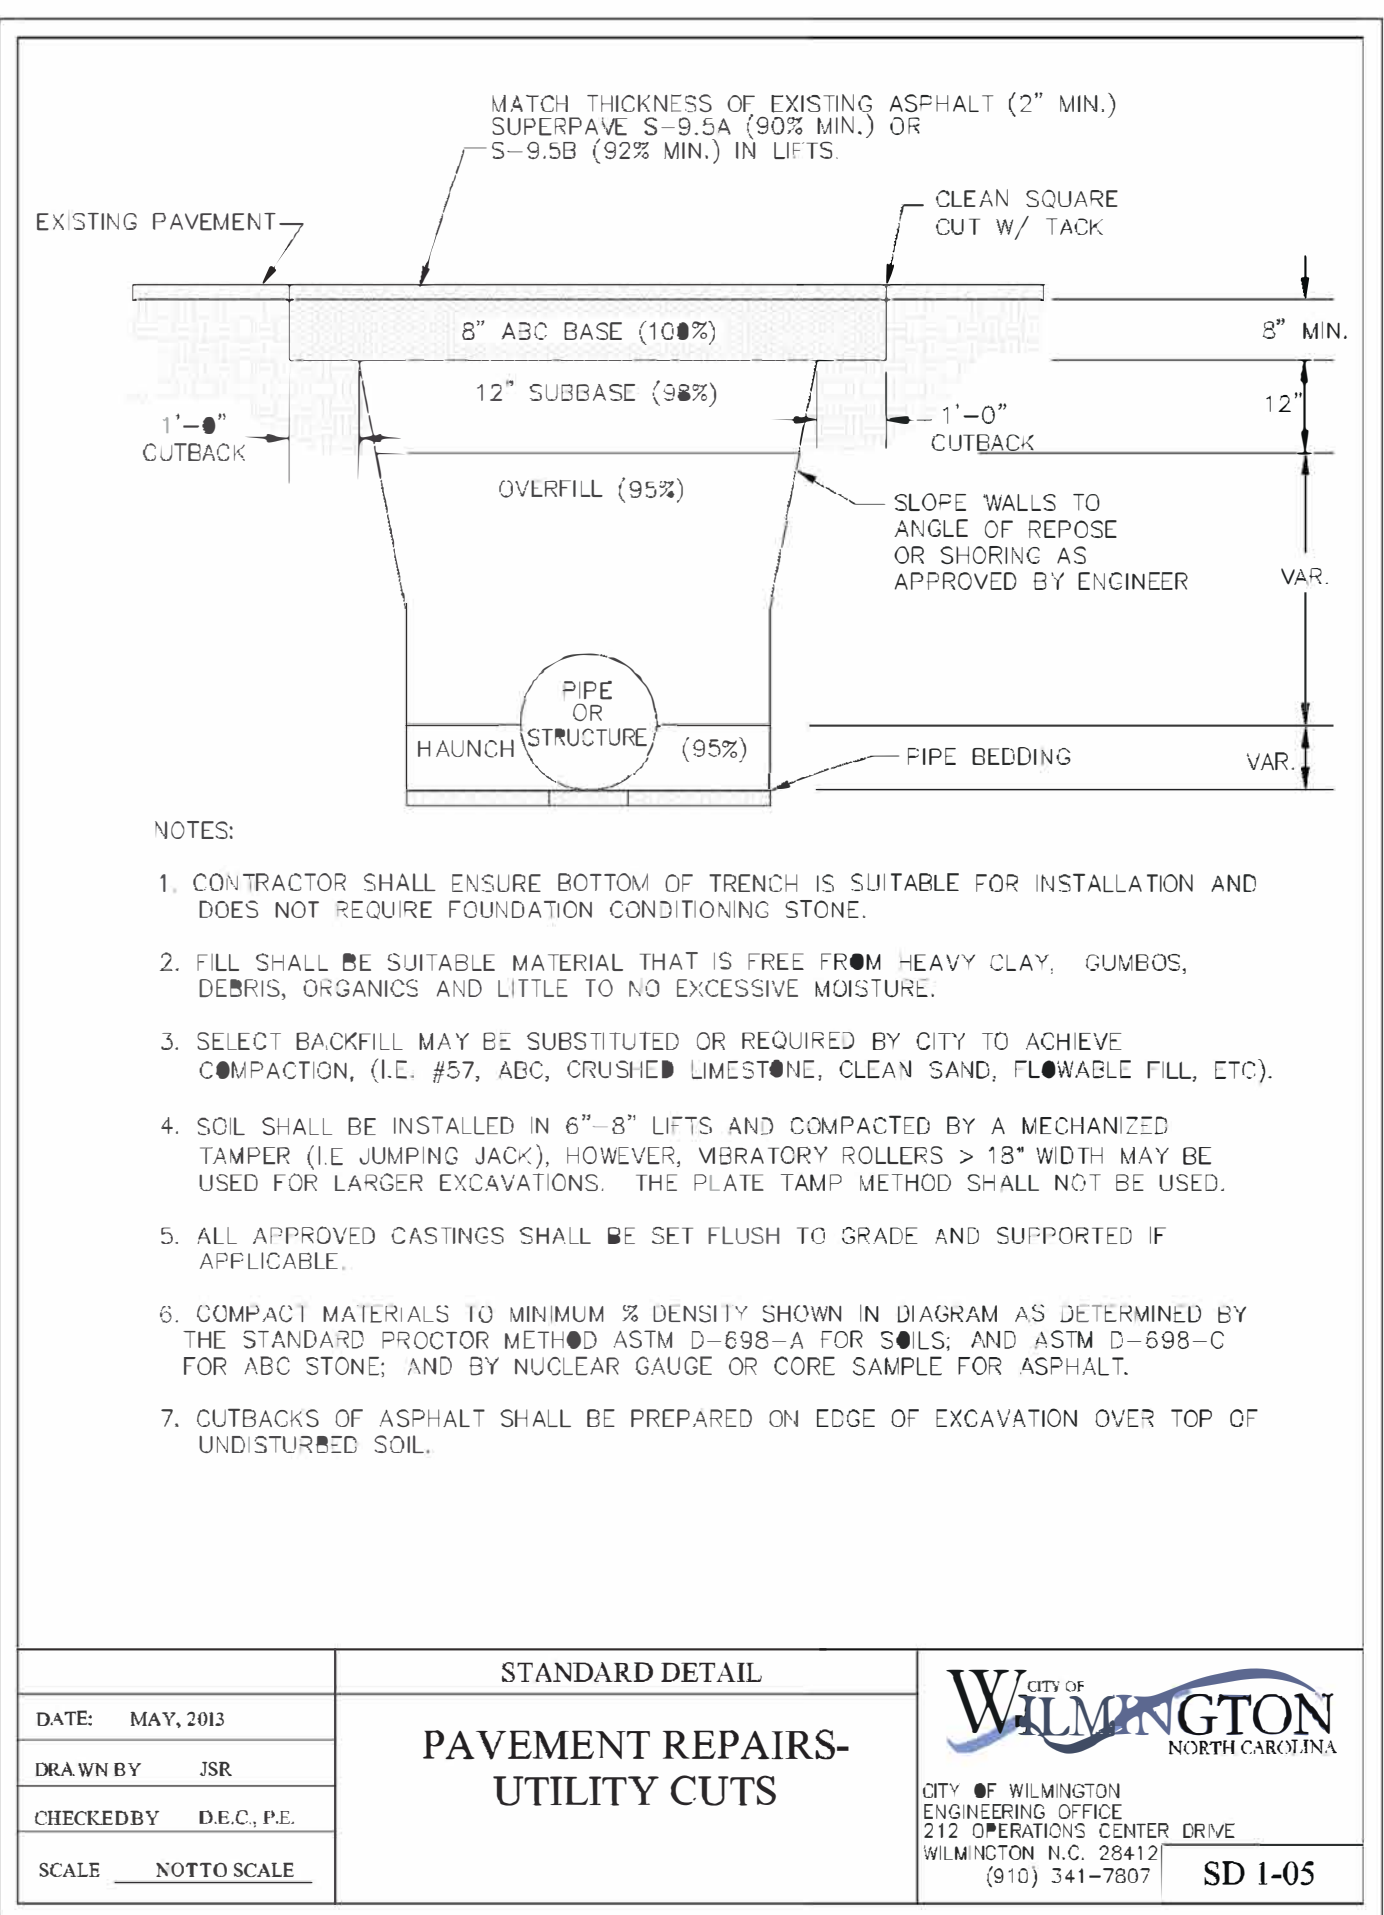 MATCH THICKNESS OF EXISTING ASPHALT (2" MIN.)
SUPERPAVE S-9.5A (90% MIN.) OR
S-9.5B (92% MIN.) IN LIFTS.
EXISTING PAVEMENT
CLEAN SQUARE
CUT W/ TACK
8" ABC BASE (100%)
8" MIN.
12" SUBBASE (98%)
12"
1'-0"
CUTBACK
1'-0"
CUTBACK
OVERFILL (95%)
SLOPE WALLS TO
ANGLE OF REPOSE
OR SHORING AS
APPROVED BY ENGINEER
VAR.
PIPE
OR
STRUCTURE
HAUNCH
(95%)
PIPE BEDDING
VAR.
NOTES:
1. CONTRACTOR SHALL ENSURE BOTTOM OF TRENCH IS SUITABLE FOR INSTALLATION AND
DOES NOT REQUIRE FOUNDATION CONDITIONING STONE.
2. FILL SHALL BE SUITABLE MATERIAL THAT IS FREE FROM HEAVY CLAY, GUMBOS,
DEBRIS, ORGANICS AND LITTLE TO NO EXCESSIVE MOISTURE.
3. SELECT BACKFILL MAY BE SUBSTITUTED OR REQUIRED BY CITY TO ACHIEVE
COMPACTION, (I.E. #57, ABC, CRUSHED LIMESTONE, CLEAN SAND, FLOWABLE FILL, ETC).
4. SOIL SHALL BE INSTALLED IN 6"-8" LIFTS AND COMPACTED BY A MECHANIZED
TAMPER (I.E JUMPING JACK), HOWEVER, VIBRATORY ROLLERS > 18" WIDTH MAY BE
USED FOR LARGER EXCAVATIONS. THE PLATE TAMP METHOD SHALL NOT BE USED.
5. ALL APPROVED CASTINGS SHALL BE SET FLUSH TO GRADE AND SUPPORTED IF
APPLICABLE.
6. COMPACT MATERIALS TO MINIMUM % DENSITY SHOWN IN DIAGRAM AS DETERMINED BY
THE STANDARD PROCTOR METHOD ASTM D-698-A FOR SOILS; AND ASTM D-698-C
FOR ABC STONE; AND BY NUCLEAR GAUGE OR CORE SAMPLE FOR ASPHALT.
7. CUTBACKS OF ASPHALT SHALL BE PREPARED ON EDGE OF EXCAVATION OVER TOP OF
UNDISTURBED SOIL.
DATE: MAY, 2013
DRAWN BY JSR
CHECKED BY D.E.C., P.E.
SCALE NOT TO SCALE
STANDARD DETAIL
PAVEMENT REPAIRS-
UTILITY CUTS
CITY OF
WILMINGTON
NORTH CAROLINA
CITY OF WILMINGTON
ENGINEERING OFFICE
212 OPERATIONS CENTER DRIVE
WILMINGTON N.C. 28412
(910) 341-7807
SD 1-05